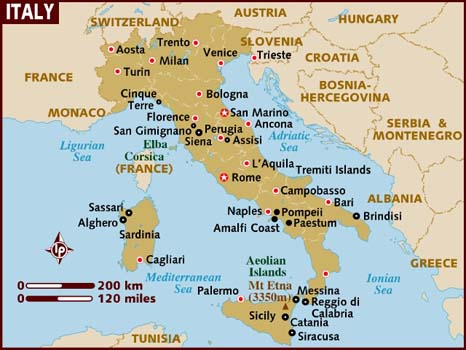 ITALY
SWITZERLAND
AUSTRIA
HUNGARY
SLOVENIA
CROATIA
BOSNIA-
HERCEGOVINA
SERBIA &
MONTENEGRO
ALBANIA
GREECE
FRANCE
MONACO
Aosta
Trento
Milan
Venice
Trieste
Turin
Bologna
Cinque
Terre
Florence
San Marino
Ancona
San Gimignano
Perugia
Siena
Assisi
Adriatic
Sea
Ligurian
Sea
Elba
Corsica
(FRANCE)
L'Aquila
Tremiti Islands
Rome
Campobasso
Bari
Brindisi
Naples
Pompeii
Amalfi Coast
Paestum
Sassari
Alghero
Sardinia
Cagliari
Mediterranean
Sea
Aeolian
Islands
Mt Etna
(3350m)
Ionian
Sea
Palermo
Messina
Reggio di
Calabria
Sicily
Catania
Siracusa
TUNISIA
lp
0 200 km
0 120 miles